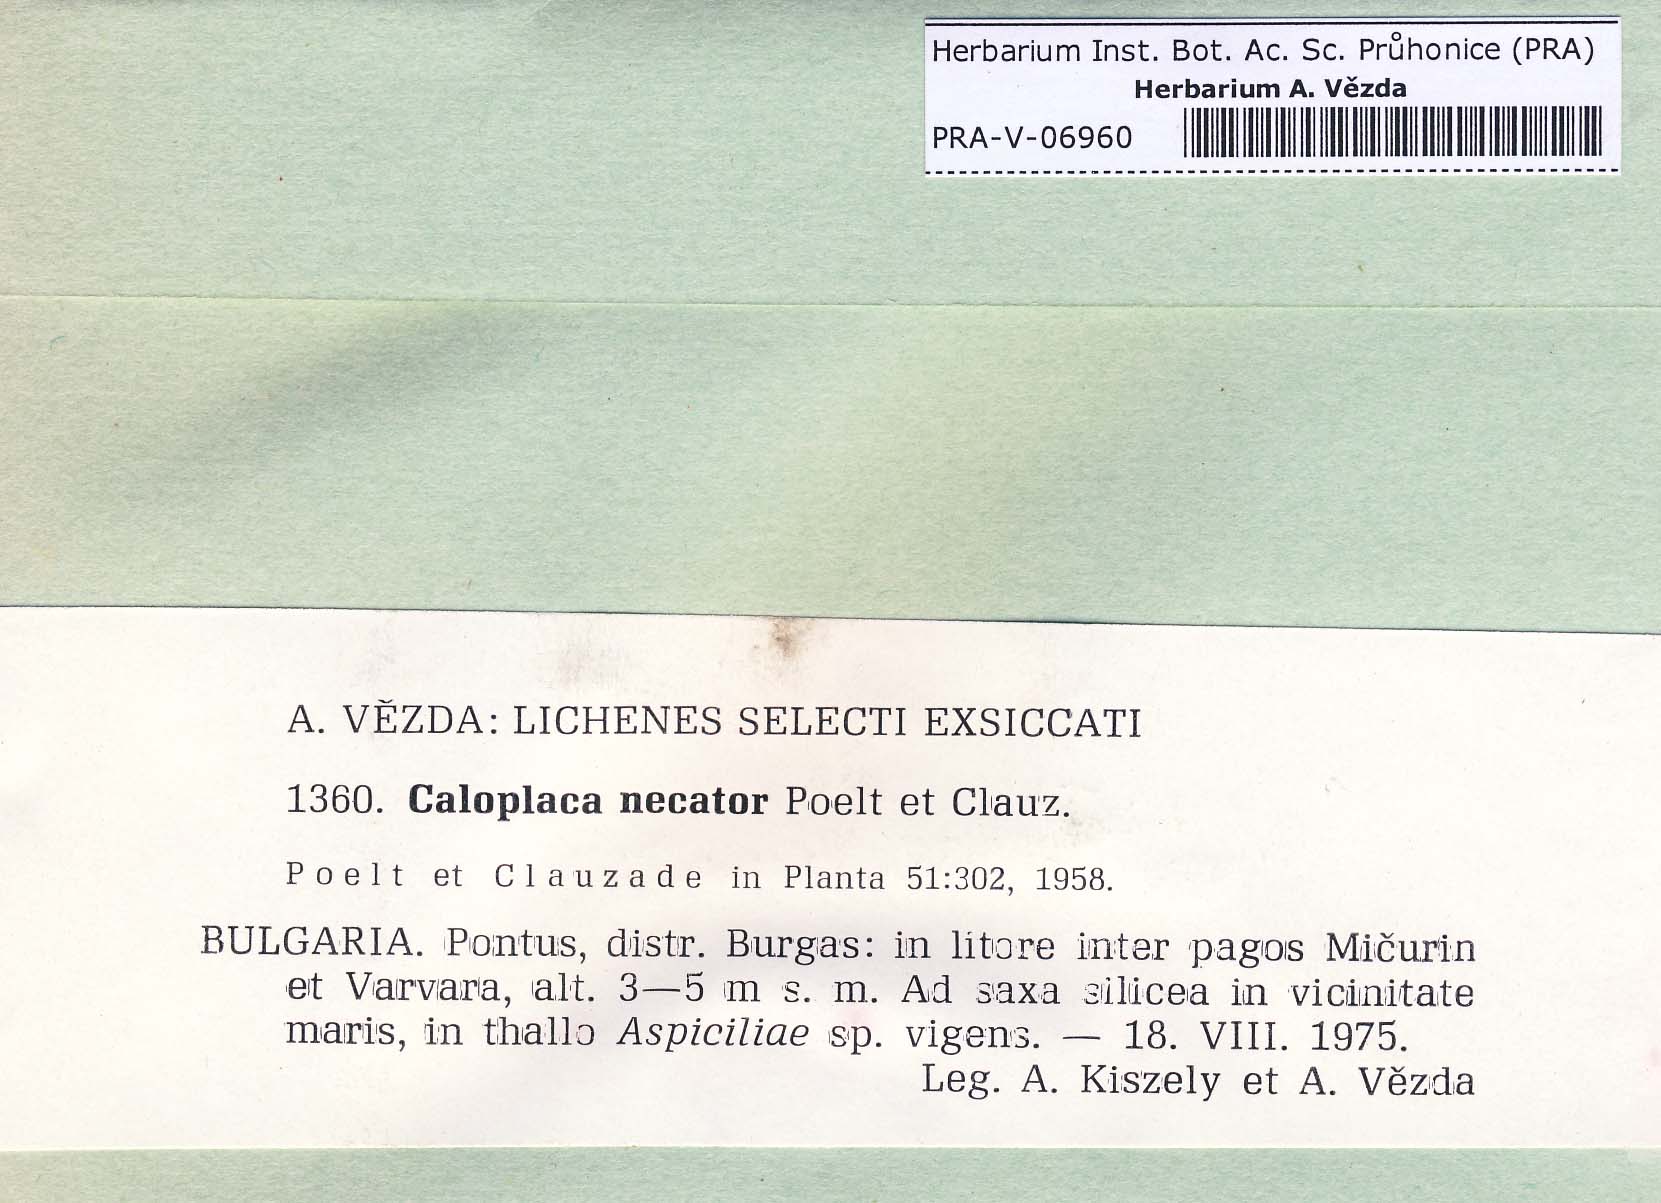 Herbarium Inst. Bot. Ac. Sc. Průhonice (PRA)
Herbarium A. Vězda
PRA-V-06960
A. VĚZDA: LICHENES SELECTI EXSICCATI
1360. Caloplaca necator Poelt et Clauz.
Poelt et Clauzade in Planta 51:302, 1958.
BULGARIA. Pontus, distr. Burgas: in litore inter pagos Mičurin
et Varvara, alt. 3—5 m s. m. Ad saxa silicea in vicinitate
maris, in thallo Aspiciliae sp. vigens. — 18. VIII. 1975.
Leg. A. Kiszely et A. Vězda